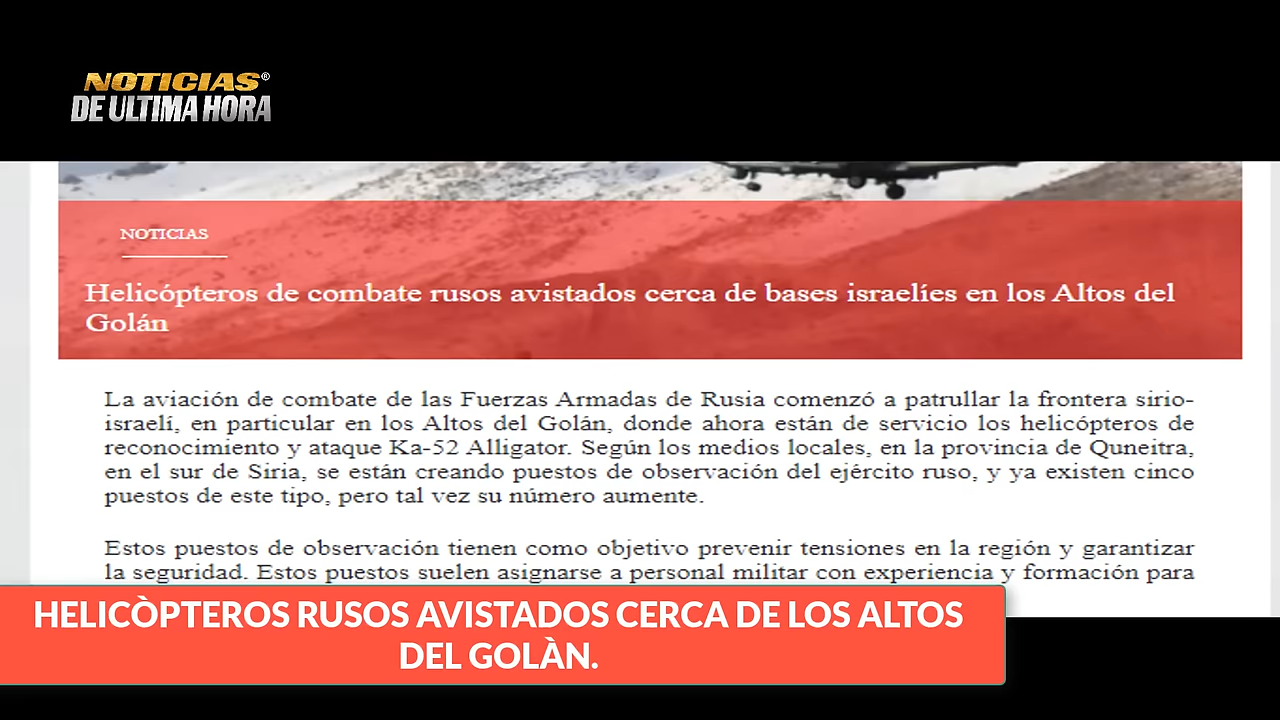 NOTICIAS®
DE ULTIMA HORA
NOTICIAS
Helicópteros de combate rusos avistados cerca de bases israelíes en los Altos del
Golán
La aviación de combate de las Fuerzas Armadas de Rusia comenzó a patrullar la frontera sirio-
israelí, en particular en los Altos del Golán, donde ahora están de servicio los helicópteros de
reconocimiento y ataque Ka-52 Alligator. Según los medios locales, en la provincia de Quneitra,
en el sur de Siria, se están creando puestos de observación del ejército ruso, y ya existen cinco
puestos de este tipo, pero tal vez su número aumente.
Estos puestos de observación tienen como objetivo prevenir tensiones en la región y garantizar
la seguridad. Estos puestos suelen asignarse a personal militar con experiencia y formación para
HELICÒPTEROS RUSOS AVISTADOS CERCA DE LOS ALTOS
DEL GOLÀN.